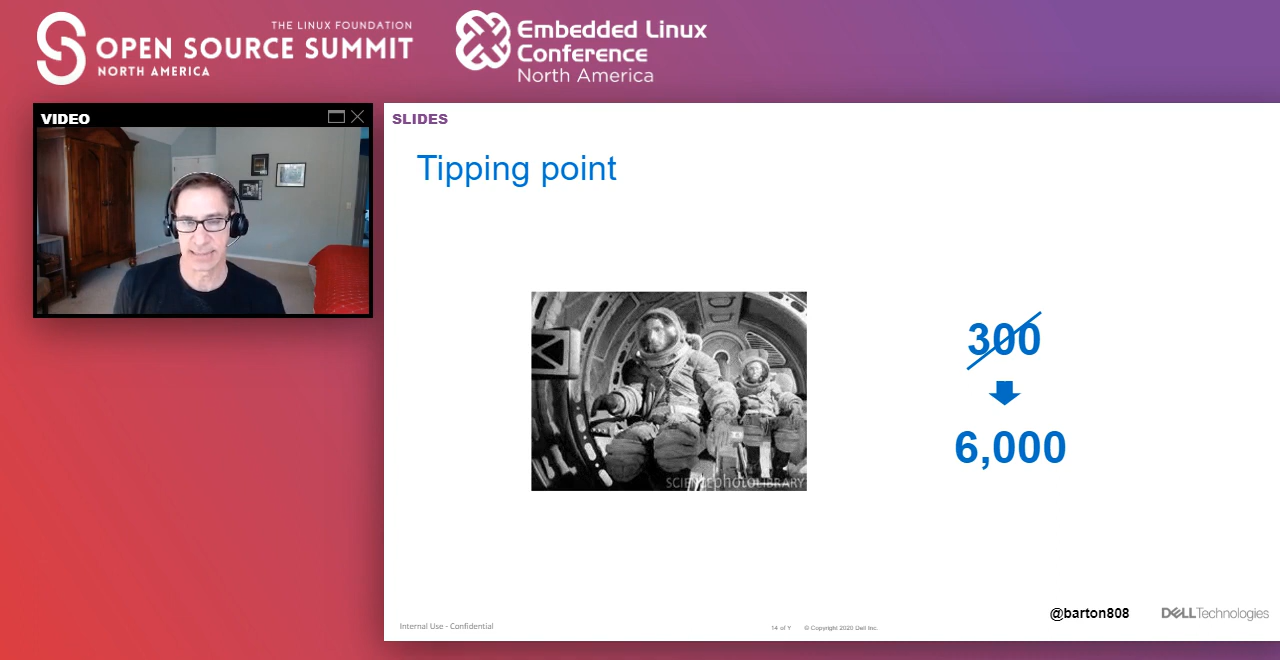 THE LINUX FOUNDATION
OPEN SOURCE SUMMIT
NORTH AMERICA
Embedded Linux
Conference
North America
VIDEO
SLIDES
Tipping point
300
6,000
SCIENCEphotoLIBRARY
@barton808
DELLTechnologies
Internal Use - Confidential
14 of Y © Copyright 2020 Dell Inc.